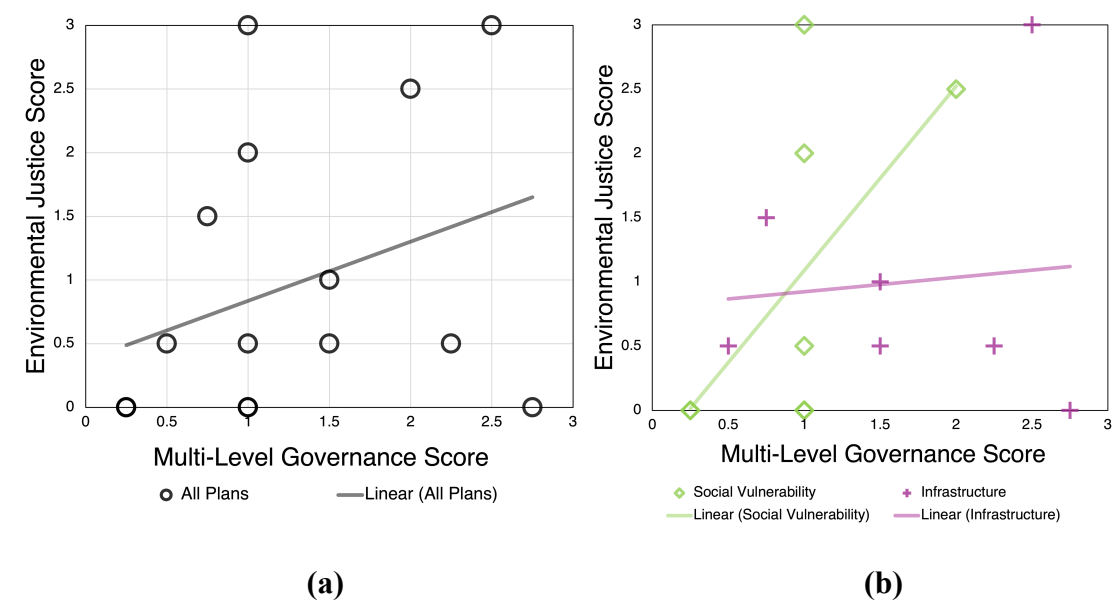 3
2.5
2
1.5
1
0.5
0
0 0.5 1 1.5 2 2.5 3
Environmental Justice Score
Multi-Level Governance Score
All Plans Linear (All Plans)
(a)
3
2.5
2
1.5
1
0.5
0
0 0.5 1 1.5 2 2.5 3
Environmental Justice Score
Multi-Level Governance Score
Social Vulnerability Infrastructure
Linear (Social Vulnerability) Linear (Infrastructure)
(b)